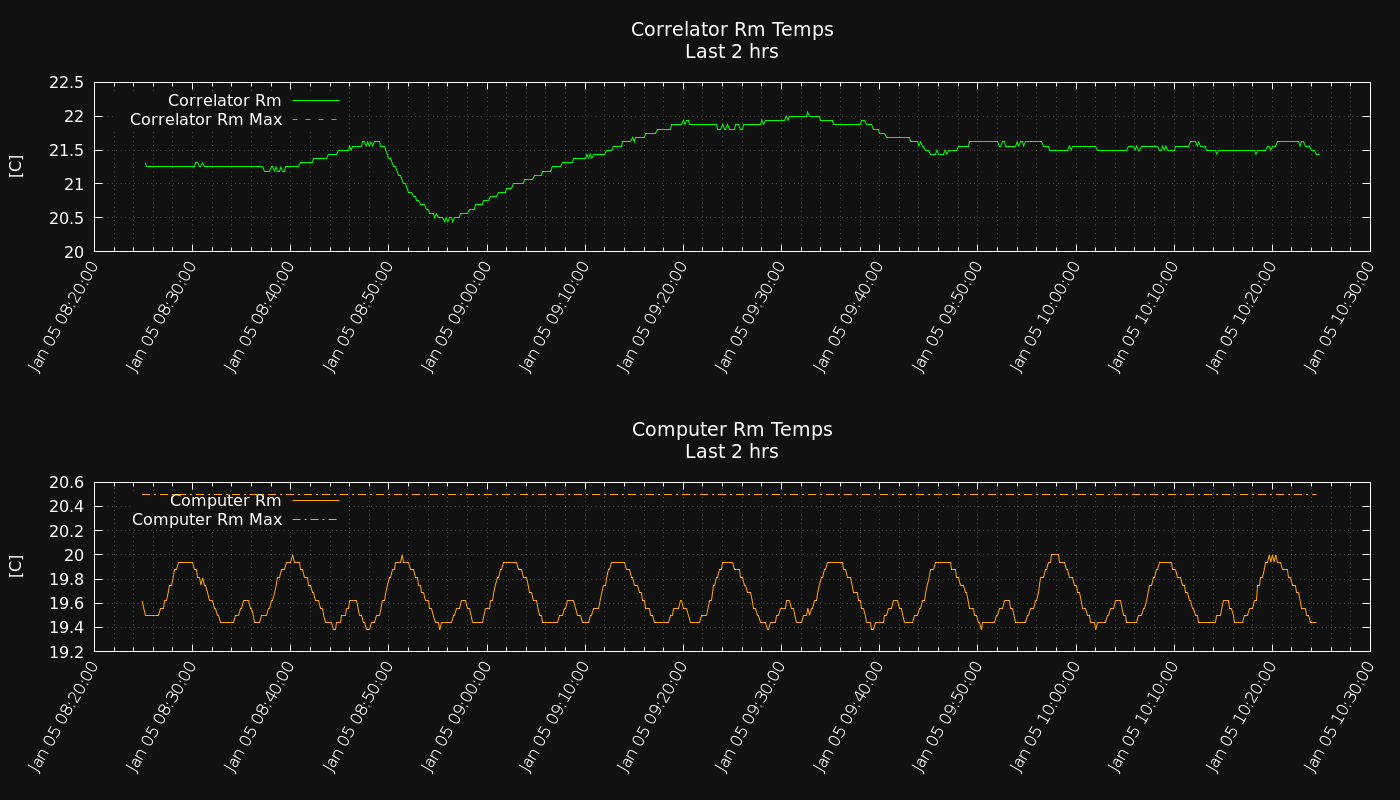 Correlator Rm Temps
Last 2 hrs
22.5
22
21.5
21
20.5
20
[C]
Correlator Rm
Correlator Rm Max
Jan 05 08:20:00
Jan 05 08:30:00
Jan 05 08:40:00
Jan 05 08:50:00
Jan 05 09:00:00
Jan 05 09:10:00
Jan 05 09:20:00
Jan 05 09:30:00
Jan 05 09:40:00
Jan 05 09:50:00
Jan 05 10:00:00
Jan 05 10:10:00
Jan 05 10:20:00
Jan 05 10:30:00
Computer Rm Temps
Last 2 hrs
20.6
20.4
20.2
20
19.8
19.6
19.4
19.2
[C]
Computer Rm
Computer Rm Max
Jan 05 08:20:00
Jan 05 08:30:00
Jan 05 08:40:00
Jan 05 08:50:00
Jan 05 09:00:00
Jan 05 09:10:00
Jan 05 09:20:00
Jan 05 09:30:00
Jan 05 09:40:00
Jan 05 09:50:00
Jan 05 10:00:00
Jan 05 10:10:00
Jan 05 10:20:00
Jan 05 10:30:00